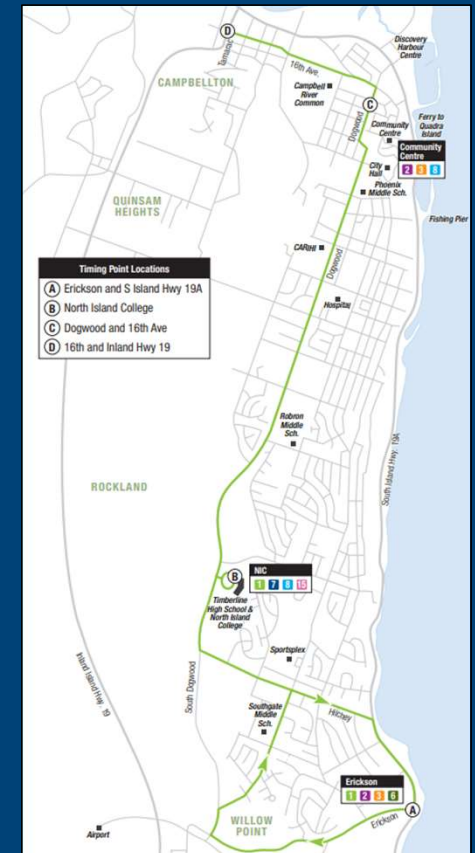 Discovery
Harbour
Centre
D
Tamarac
16th Ave.
CAMPBELLTON
Campbell
River
Common
C
Dogwood
Community
Centre
Ferry to
Quadra
Island
Community
Centre
2 3 8
City
Hall
Phoenix
Middle Sch.
QUINSAM
HEIGHTS
Fishing Pier
CARIHI
Dogwood
Timing Point Locations
A Erickson and S Island Hwy 19A
B North Island College
C Dogwood and 16th Ave
D 16th and Inland Hwy 19
Hospital
Robron
Middle
Sch.
South Island Hwy. 19A
ROCKLAND
B
NIC
1 7 8 15
Timberline
High School &
North Island
College
Sportsplex
Inland Island Hwy. 19
South Dogwood
Southgate
Middle
Sch.
Hilchey
Erickson
1 2 3 6
A
Erickson
WILLOW
POINT
Airport